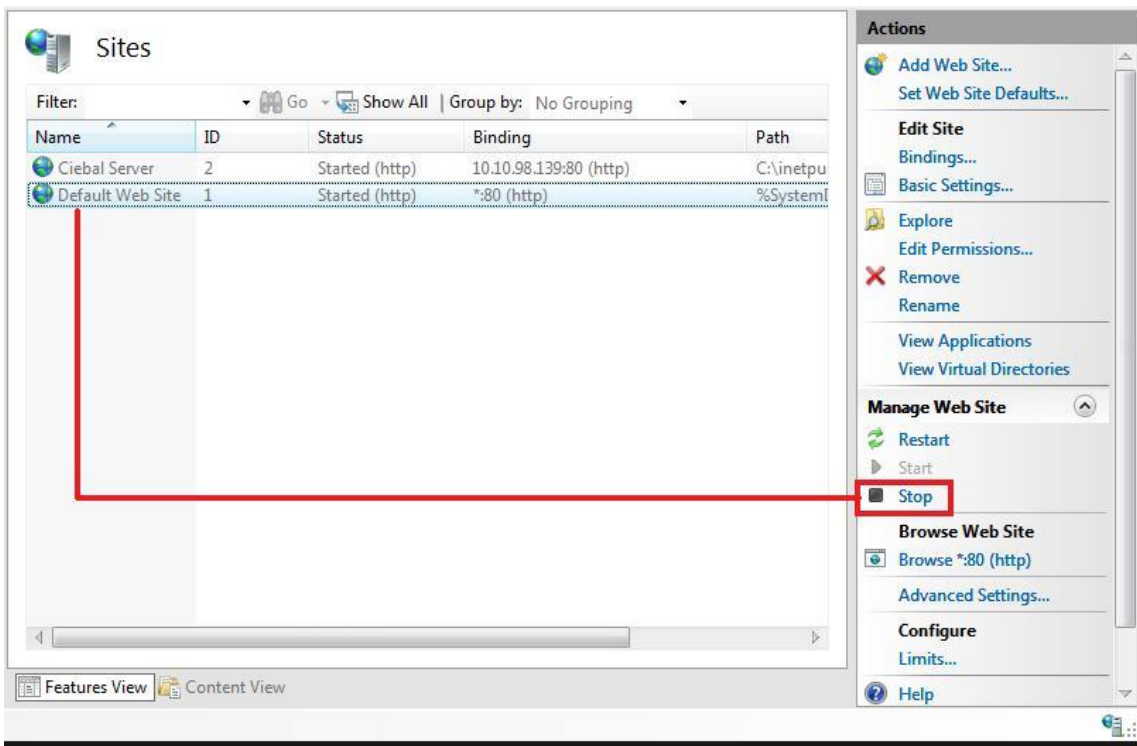 Sites
Filter: Go Show All | Group by: No Grouping
Name ID Status Binding Path
Ciebal Server 2 Started (http) 10.10.98.139:80 (http) C:\inetpu
Default Web Site 1 Started (http) *:80 (http) %SystemD
Features View Content View
Actions
Add Web Site...
Set Web Site Defaults...
Edit Site
Bindings...
Basic Settings...
Explore
Edit Permissions...
Remove
Rename
View Applications
View Virtual Directories
Manage Web Site
Restart
Start
Stop
Browse Web Site
Browse *:80 (http)
Advanced Settings...
Configure
Limits...
Help